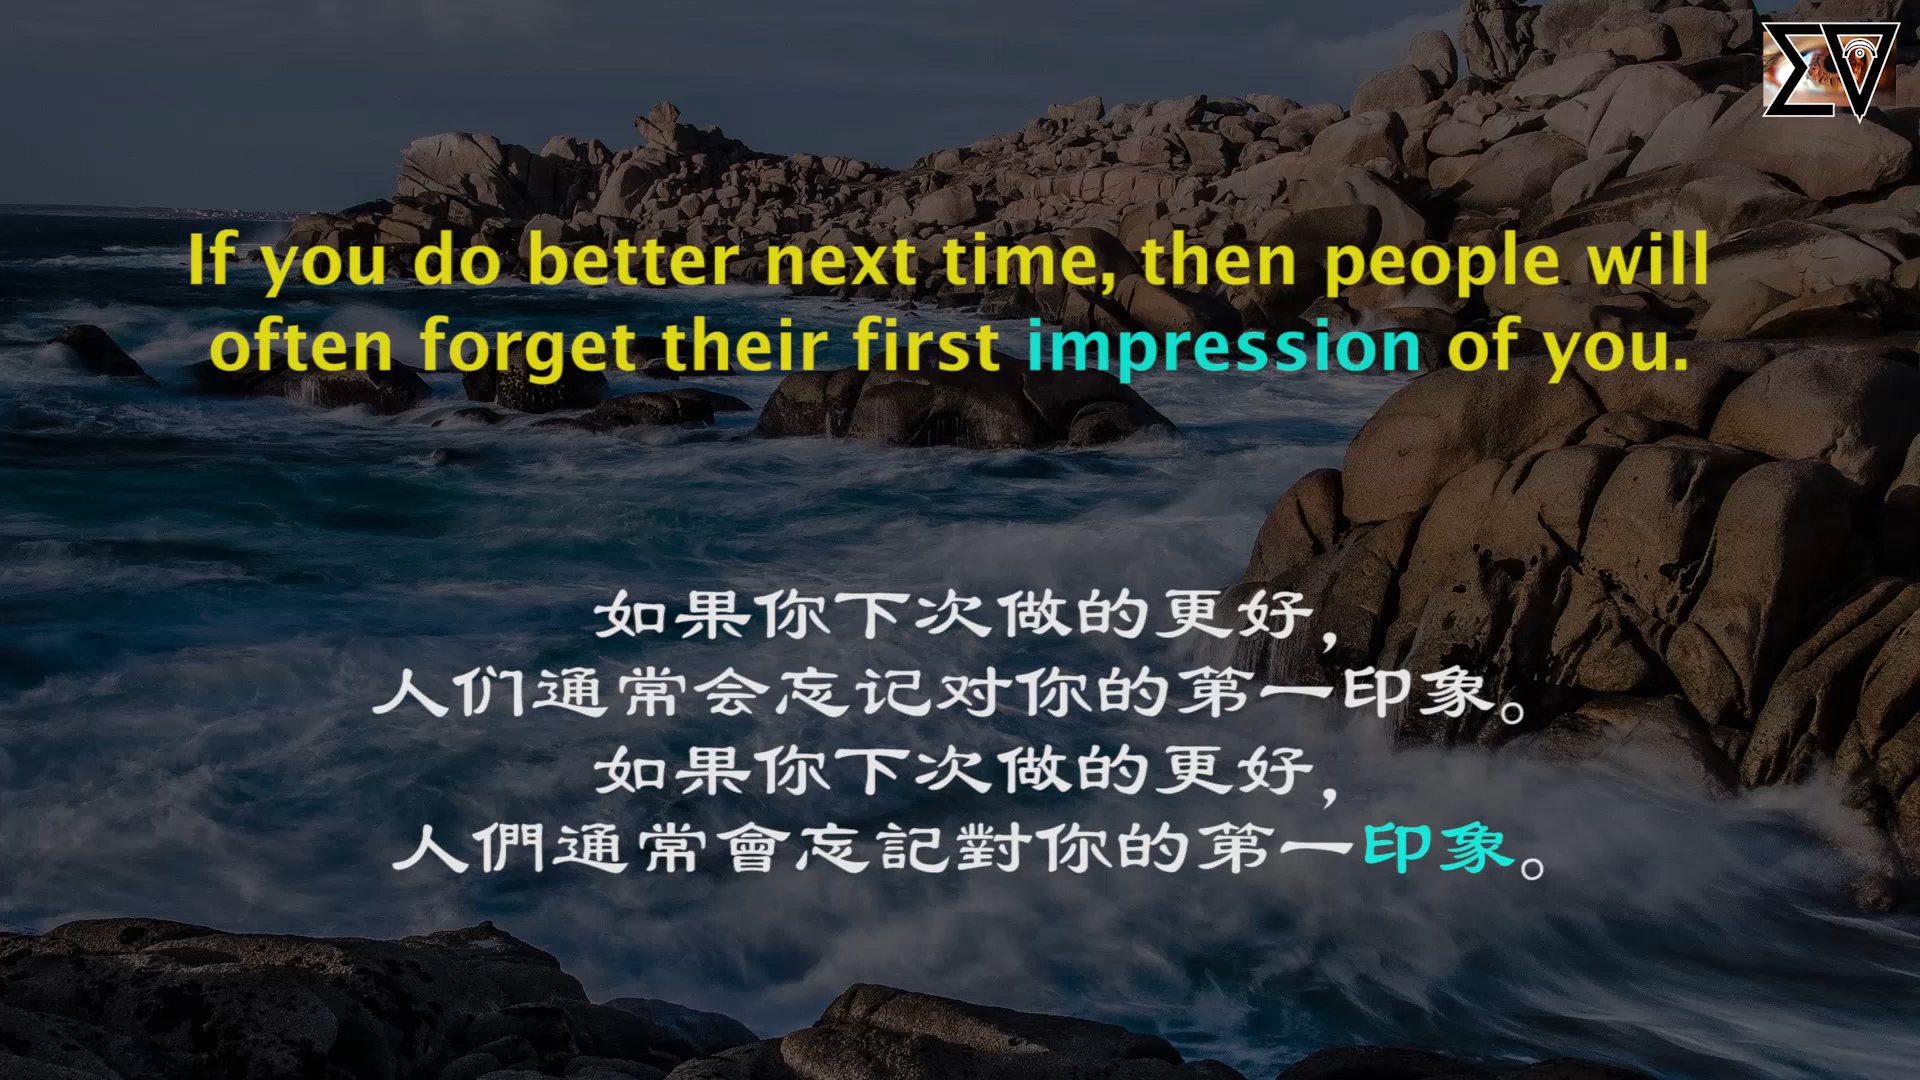 If you do better next time, then people will
often forget their first impression of you.
如果你下次做的更好,
人们通常会忘记对你的第一印象。
如果你下次做的更好,
人們通常會忘記對你的第一印象。